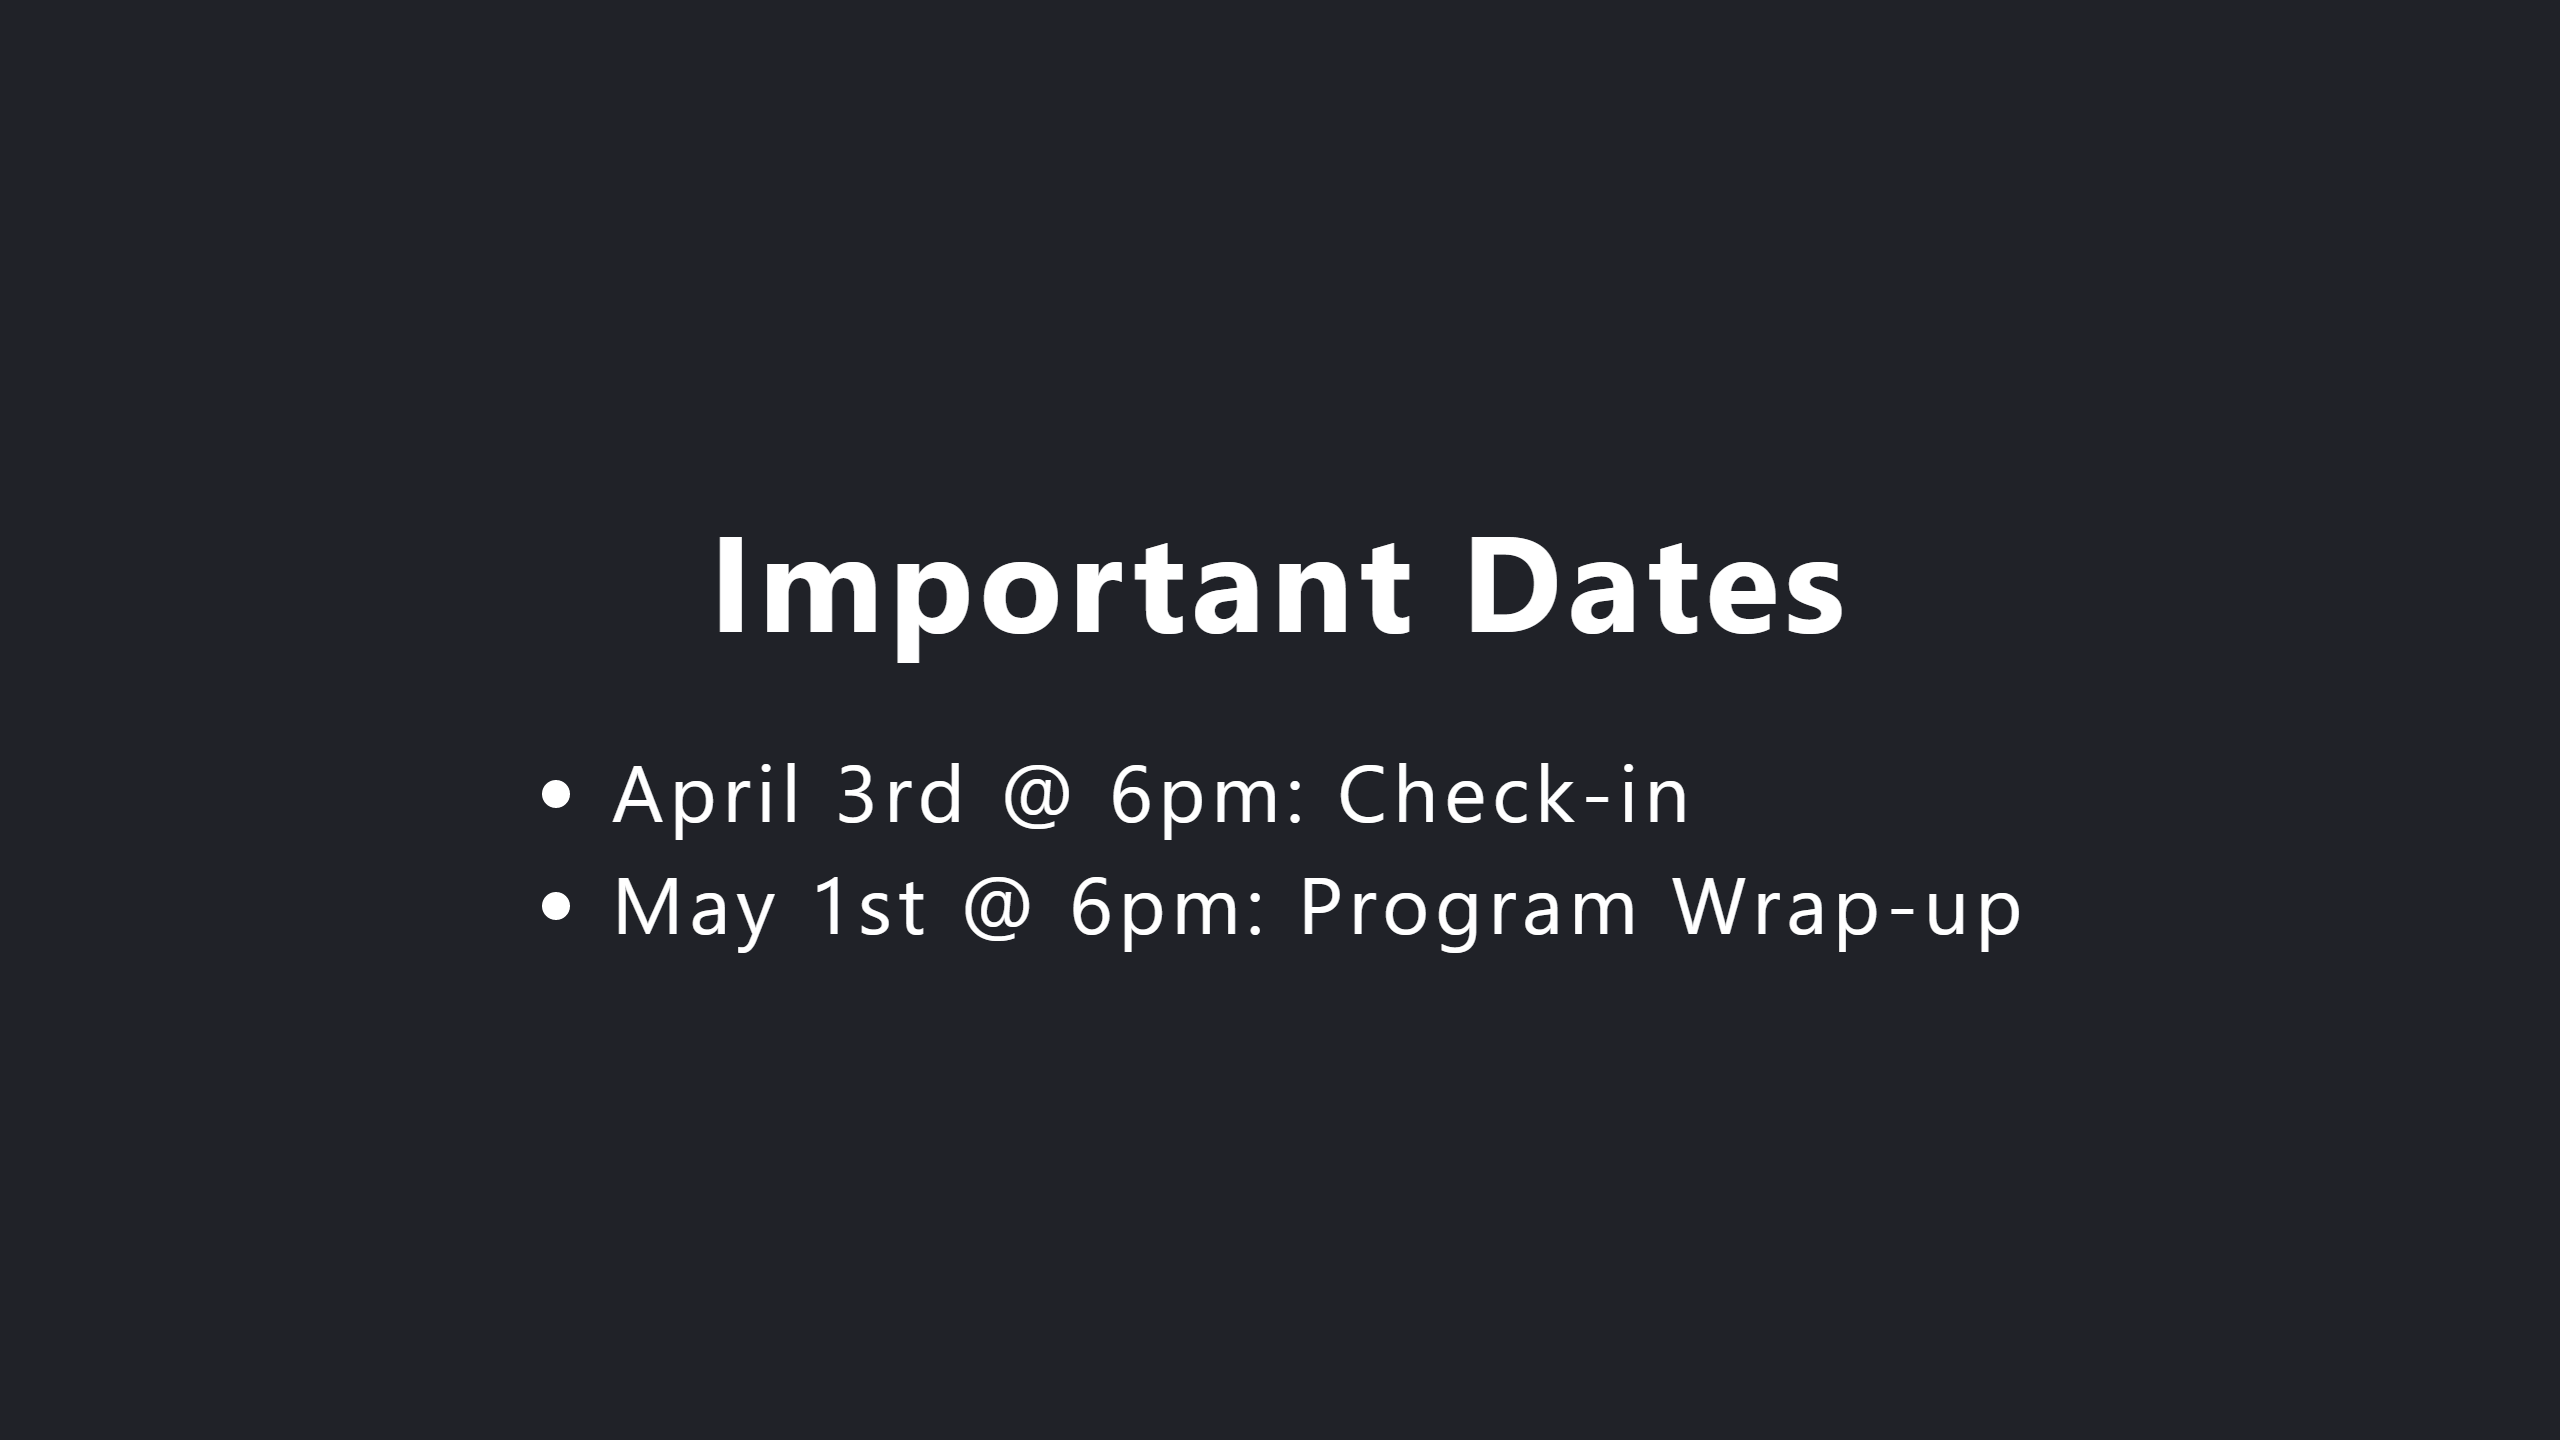 Important Dates
• April 3rd @ 6pm: Check-in
• May 1st @ 6pm: Program Wrap-up